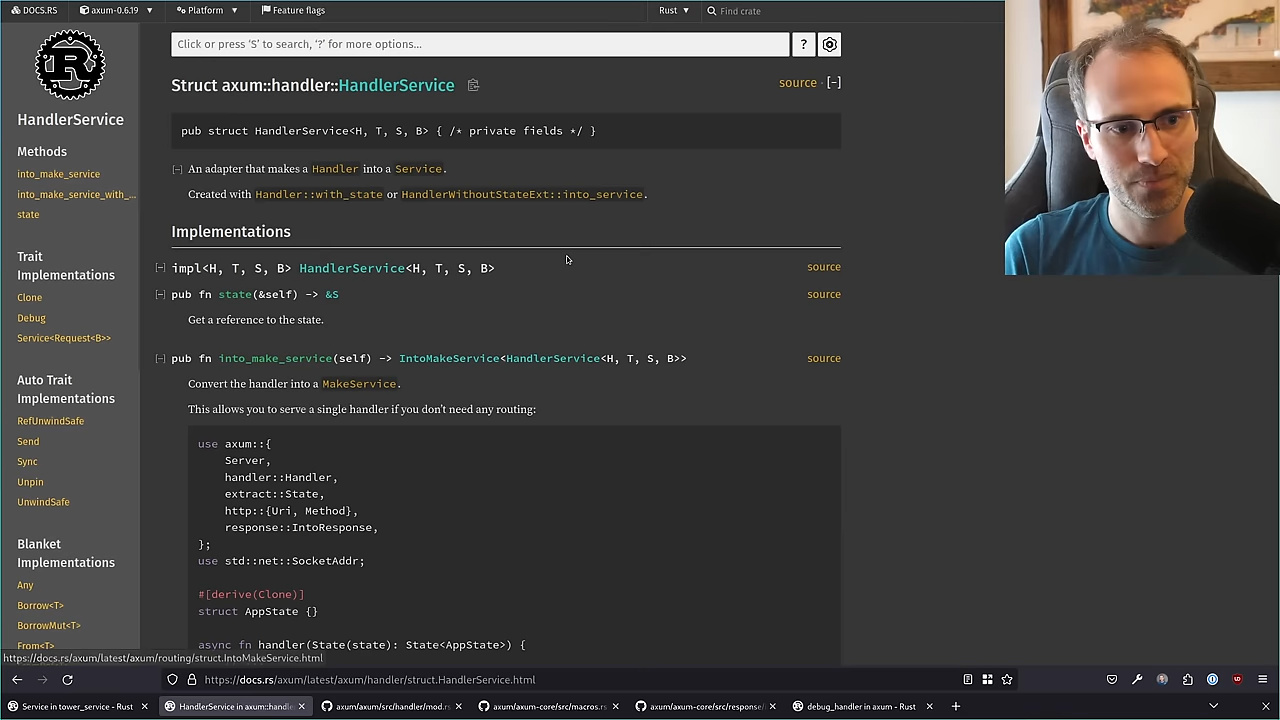 DOCS.RS axum-0.6.19 Platform Feature flags Rust Find crate
Click or press ‘S’ to search, ‘?’ for more options… ?
HandlerService
Methods
into_make_service
into_make_service_with_...
state
Trait
Implementations
Clone
Debug
Service<Request<B>>
Auto Trait
Implementations
RefUnwindSafe
Send
Sync
Unpin
UnwindSafe
Blanket
Implementations
Any
Borrow<T>
BorrowMut<T>
From<T>
Struct axum::handler::HandlerService
source · [-]
pub struct HandlerService<H, T, S, B> { /* private fields */ }
[-] An adapter that makes a Handler into a Service.
Created with Handler::with_state or HandlerWithoutStateExt::into_service.
Implementations
[-] impl<H, T, S, B> HandlerService<H, T, S, B> source
[-] pub fn state(&self) -> &S source
Get a reference to the state.
[-] pub fn into_make_service(self) -> IntoMakeService<HandlerService<H, T, S, B>> source
Convert the handler into a MakeService.
This allows you to serve a single handler if you don’t need any routing:
use axum::{
    Server,
    handler::Handler,
    extract::State,
    http::{Uri, Method},
    response::IntoResponse,
};
use std::net::SocketAddr;
#[derive(Clone)]
struct AppState {}
async fn handler(State(state): State<AppState>) {
https://docs.rs/axum/latest/axum/routing/struct.IntoMakeService.html
https://docs.rs/axum/latest/axum/handler/struct.HandlerService.html
Service in tower_service - Rust HandlerService in axum::handle axum/axum/src/handler/mod.rs axum/axum-core/src/macros.rs axum/axum-core/src/response/ debug_handler in axum - Rust